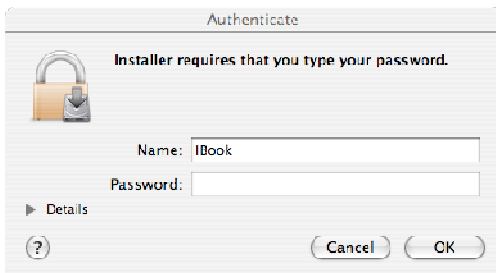 Authenticate
Installer requires that you type your password.
Name: IBook
Password:
Details
? Cancel OK